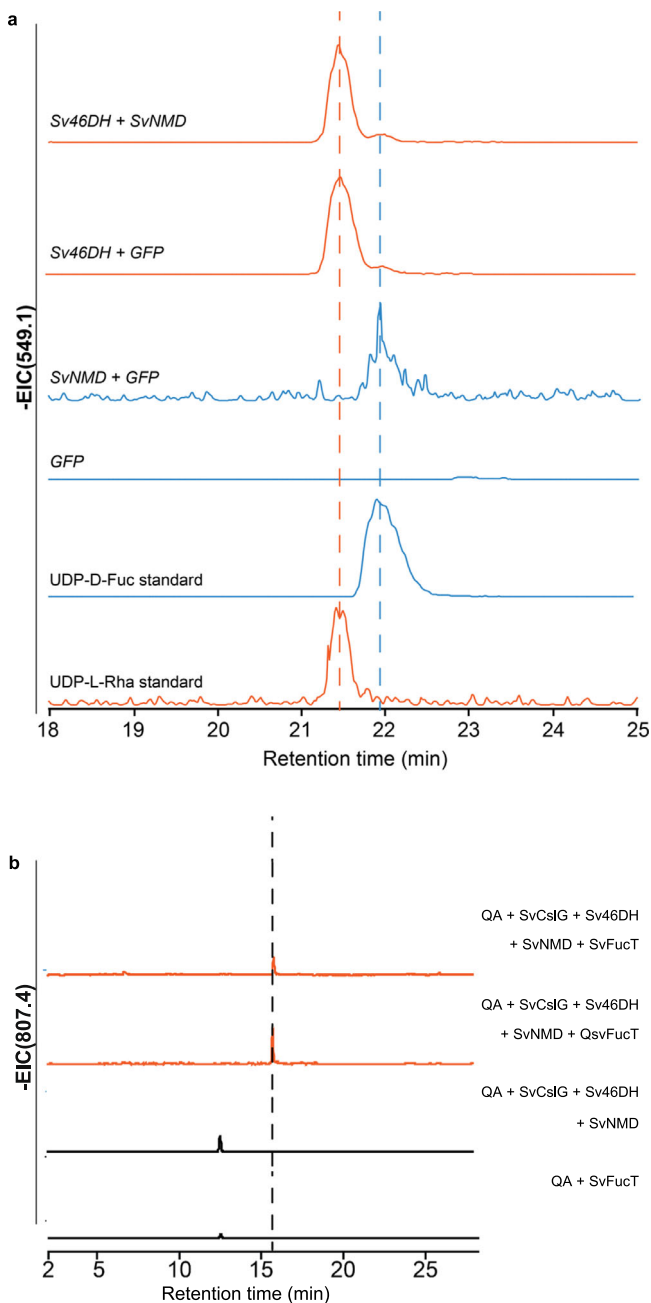 a
Sv46DH + SvNMD
Sv46DH + GFP
-EIC(549.1)
SvNMD + GFP
GFP
UDP-D-Fuc standard
UDP-L-Rha standard
18 19 20 21 22 23 24 25
Retention time (min)
b
QA + SvCslG + Sv46DH
+ SvNMD + SvFucT
QA + SvCslG + Sv46DH
+ SvNMD + QsvFucT
-EIC(807.4)
QA + SvCslG + Sv46DH
+ SvNMD
QA + SvFucT
2 5 10 15 20 25
Retention time (min)